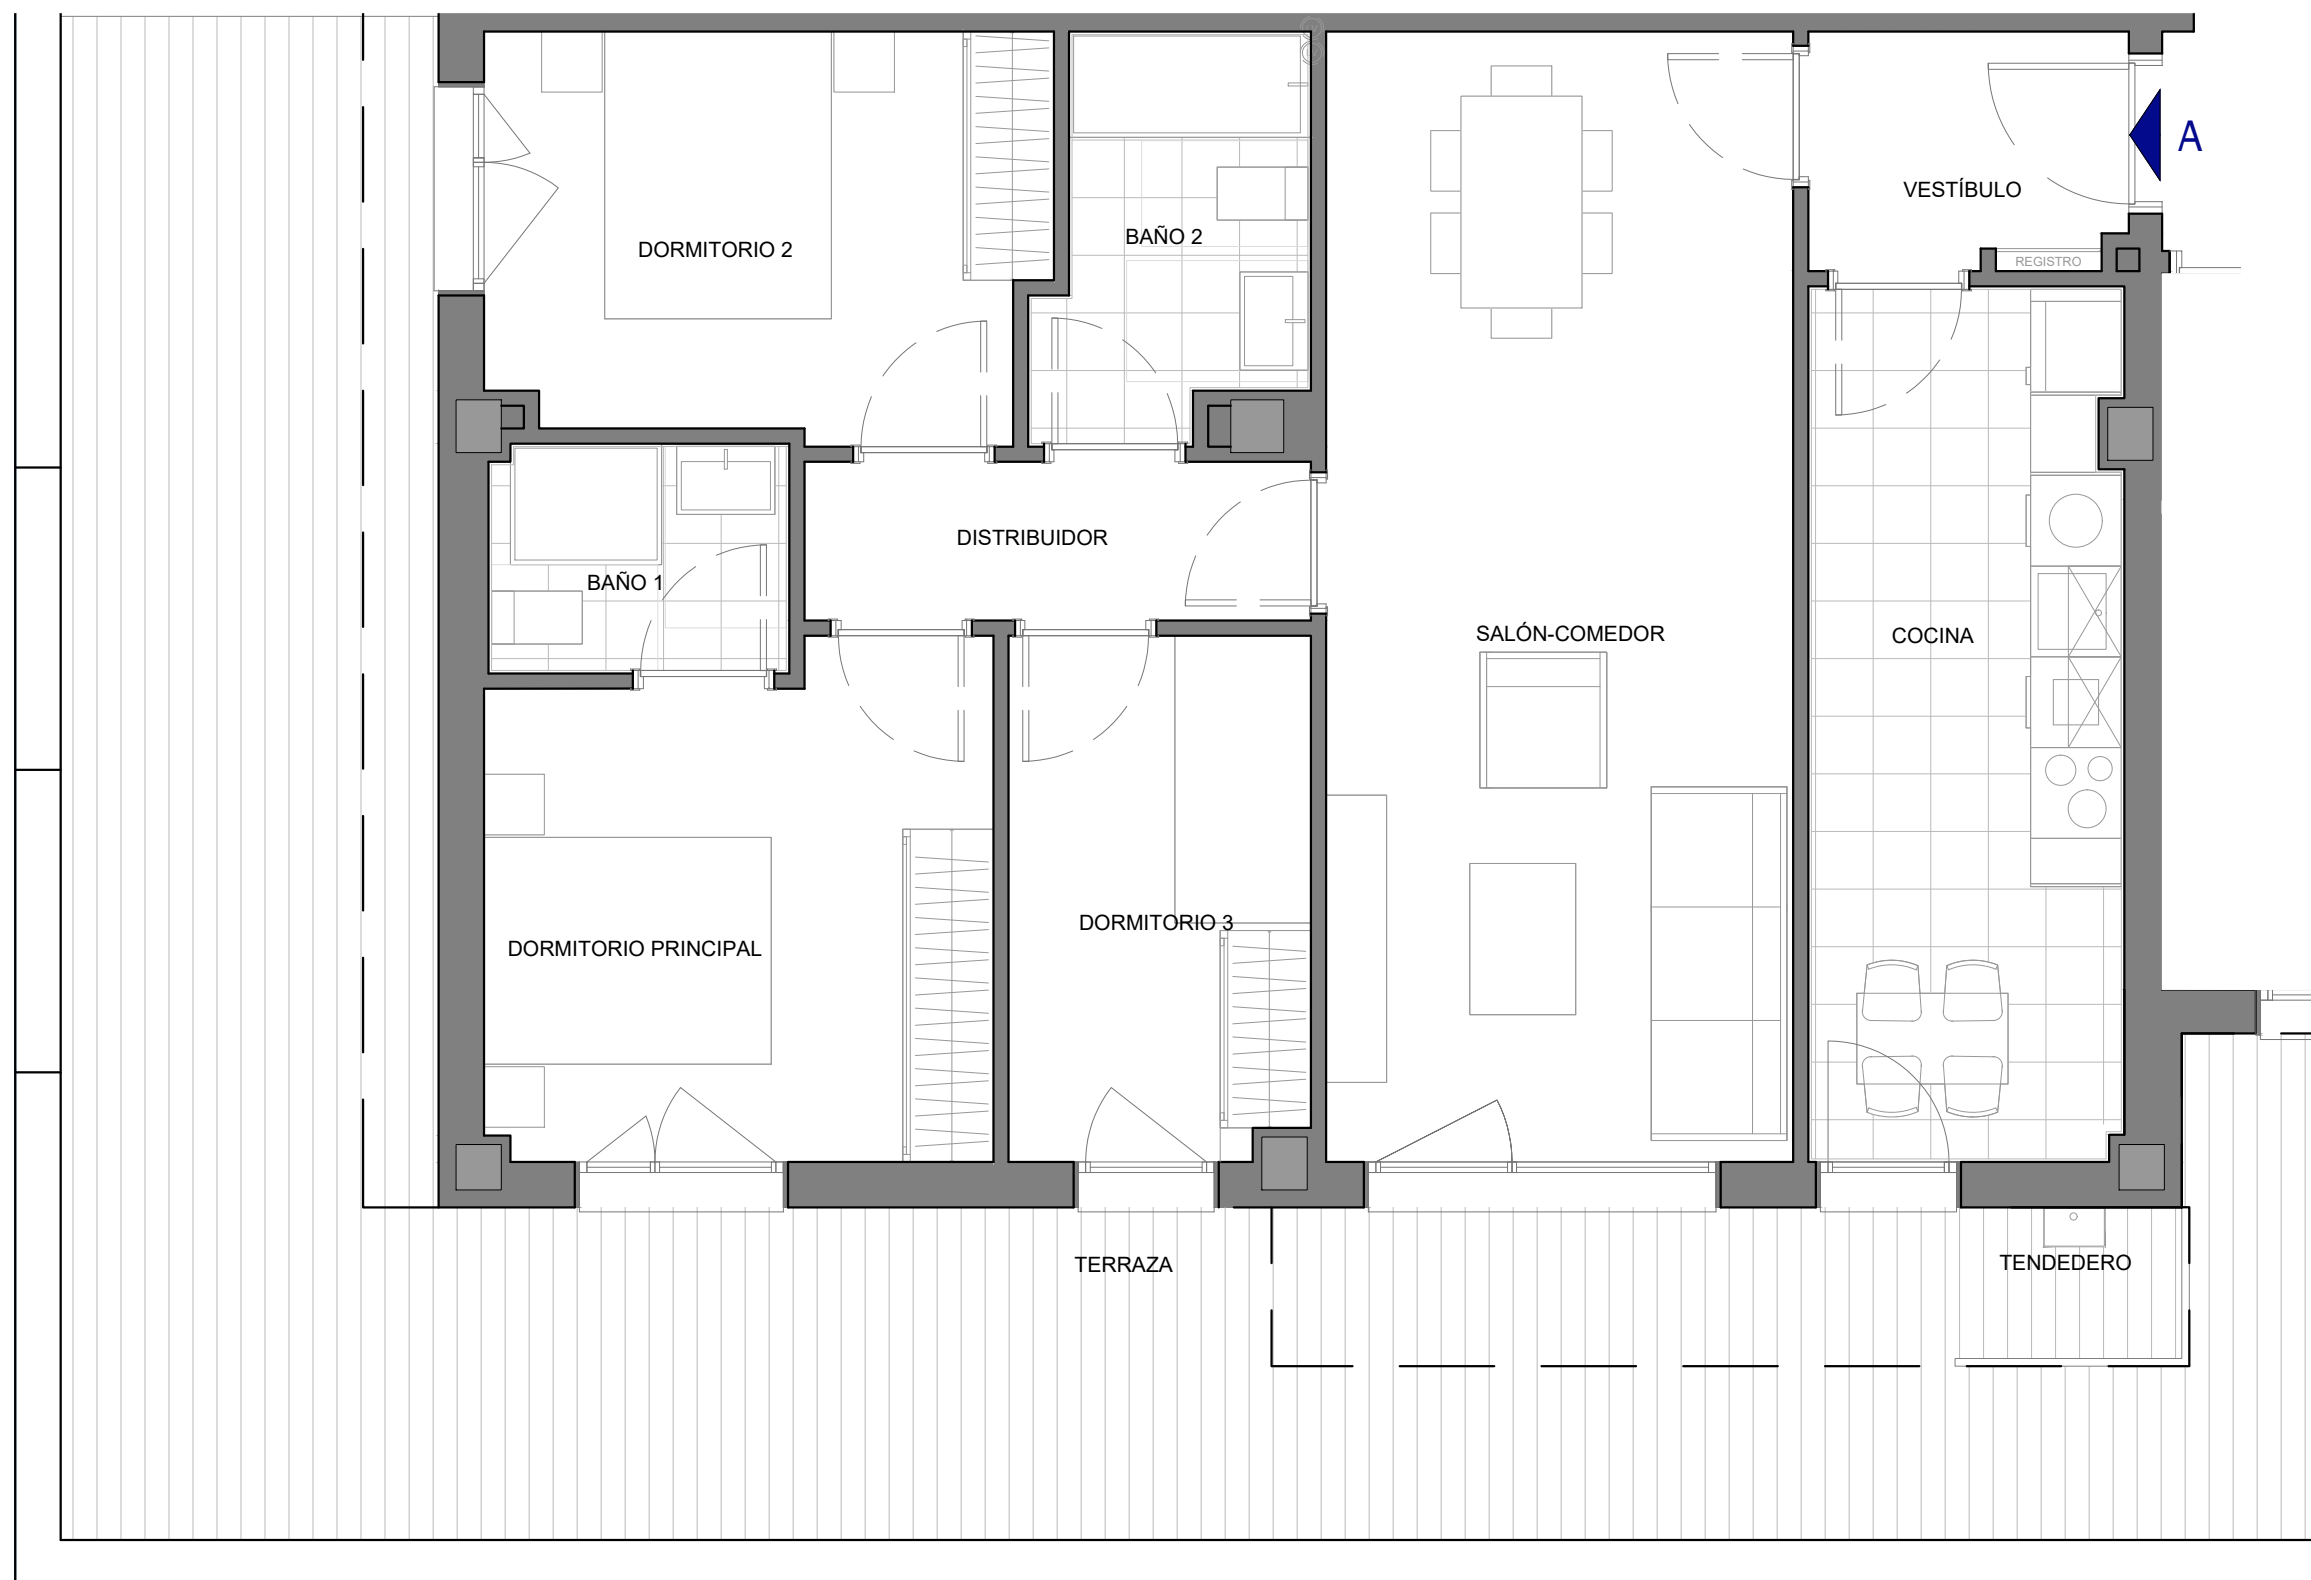 A
VESTÍBULO
DORMITORIO 2
BAÑO 2
REGISTRO
DISTRIBUIDOR
BAÑO 1
SALÓN-COMEDOR
COCINA
DORMITORIO PRINCIPAL
DORMITORIO 3
TERRAZA
TENDEDERO